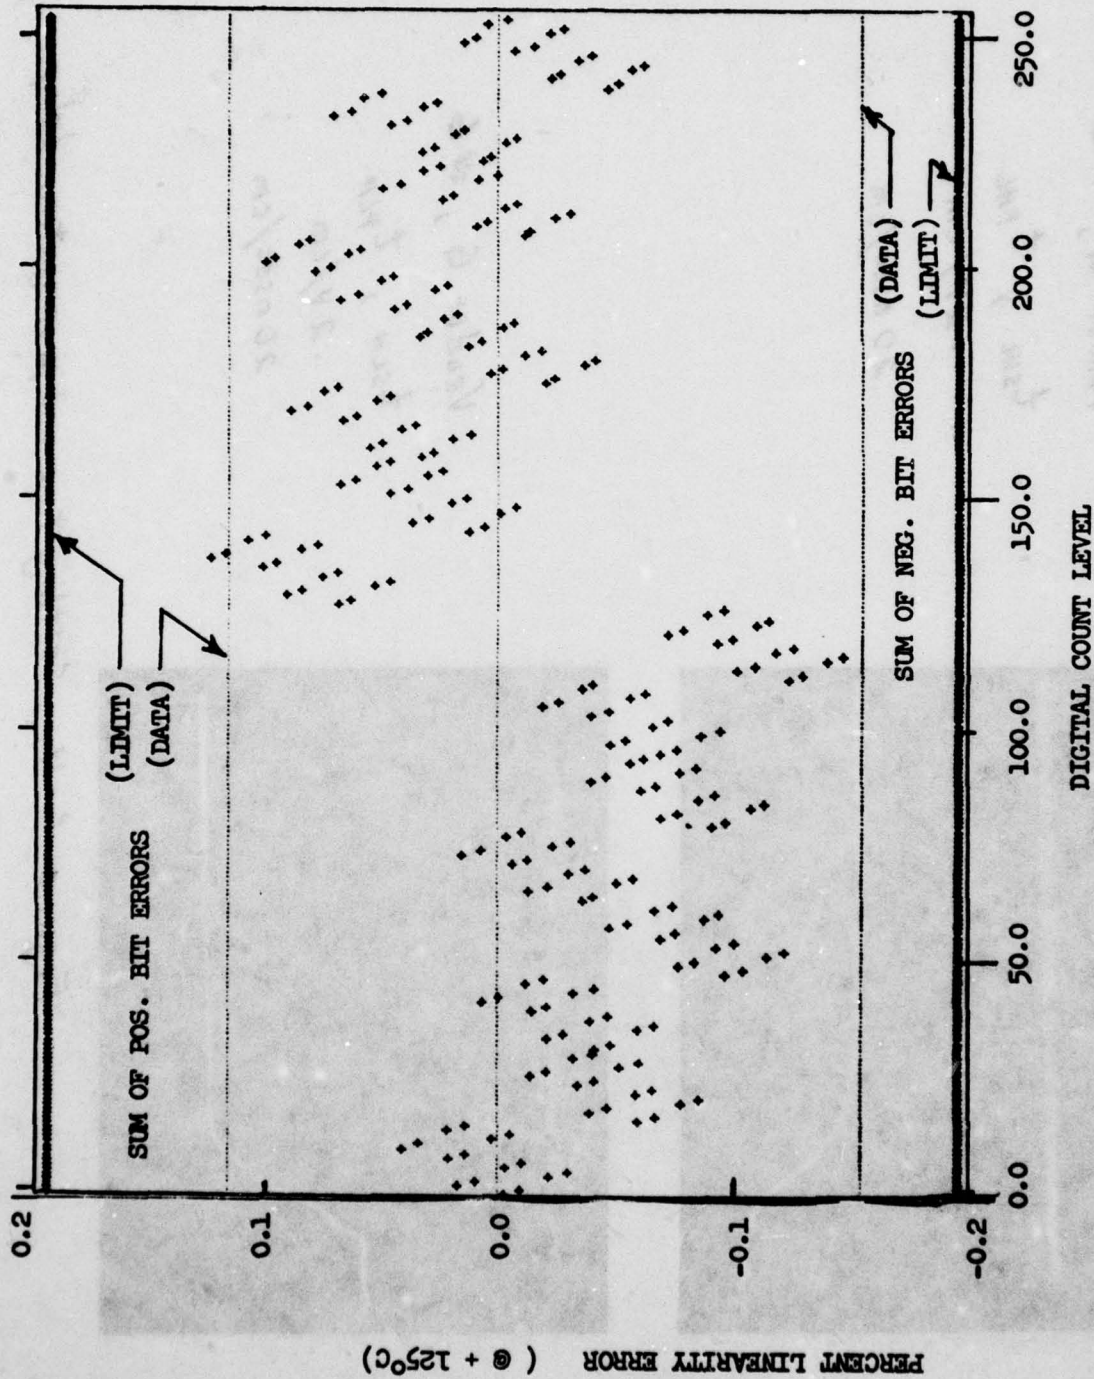 PERCENT LINEARITY ERROR ( @ + 125°C)
0.2
0.1
0.0
-0.1
-0.2
SUM OF POS. BIT ERRORS
(LIMIT)
(DATA)
SUM OF NEG. BIT ERRORS
(DATA)
(LIMIT)
0.0
50.0
100.0
150.0
200.0
250.0
DIGITAL COUNT LEVEL